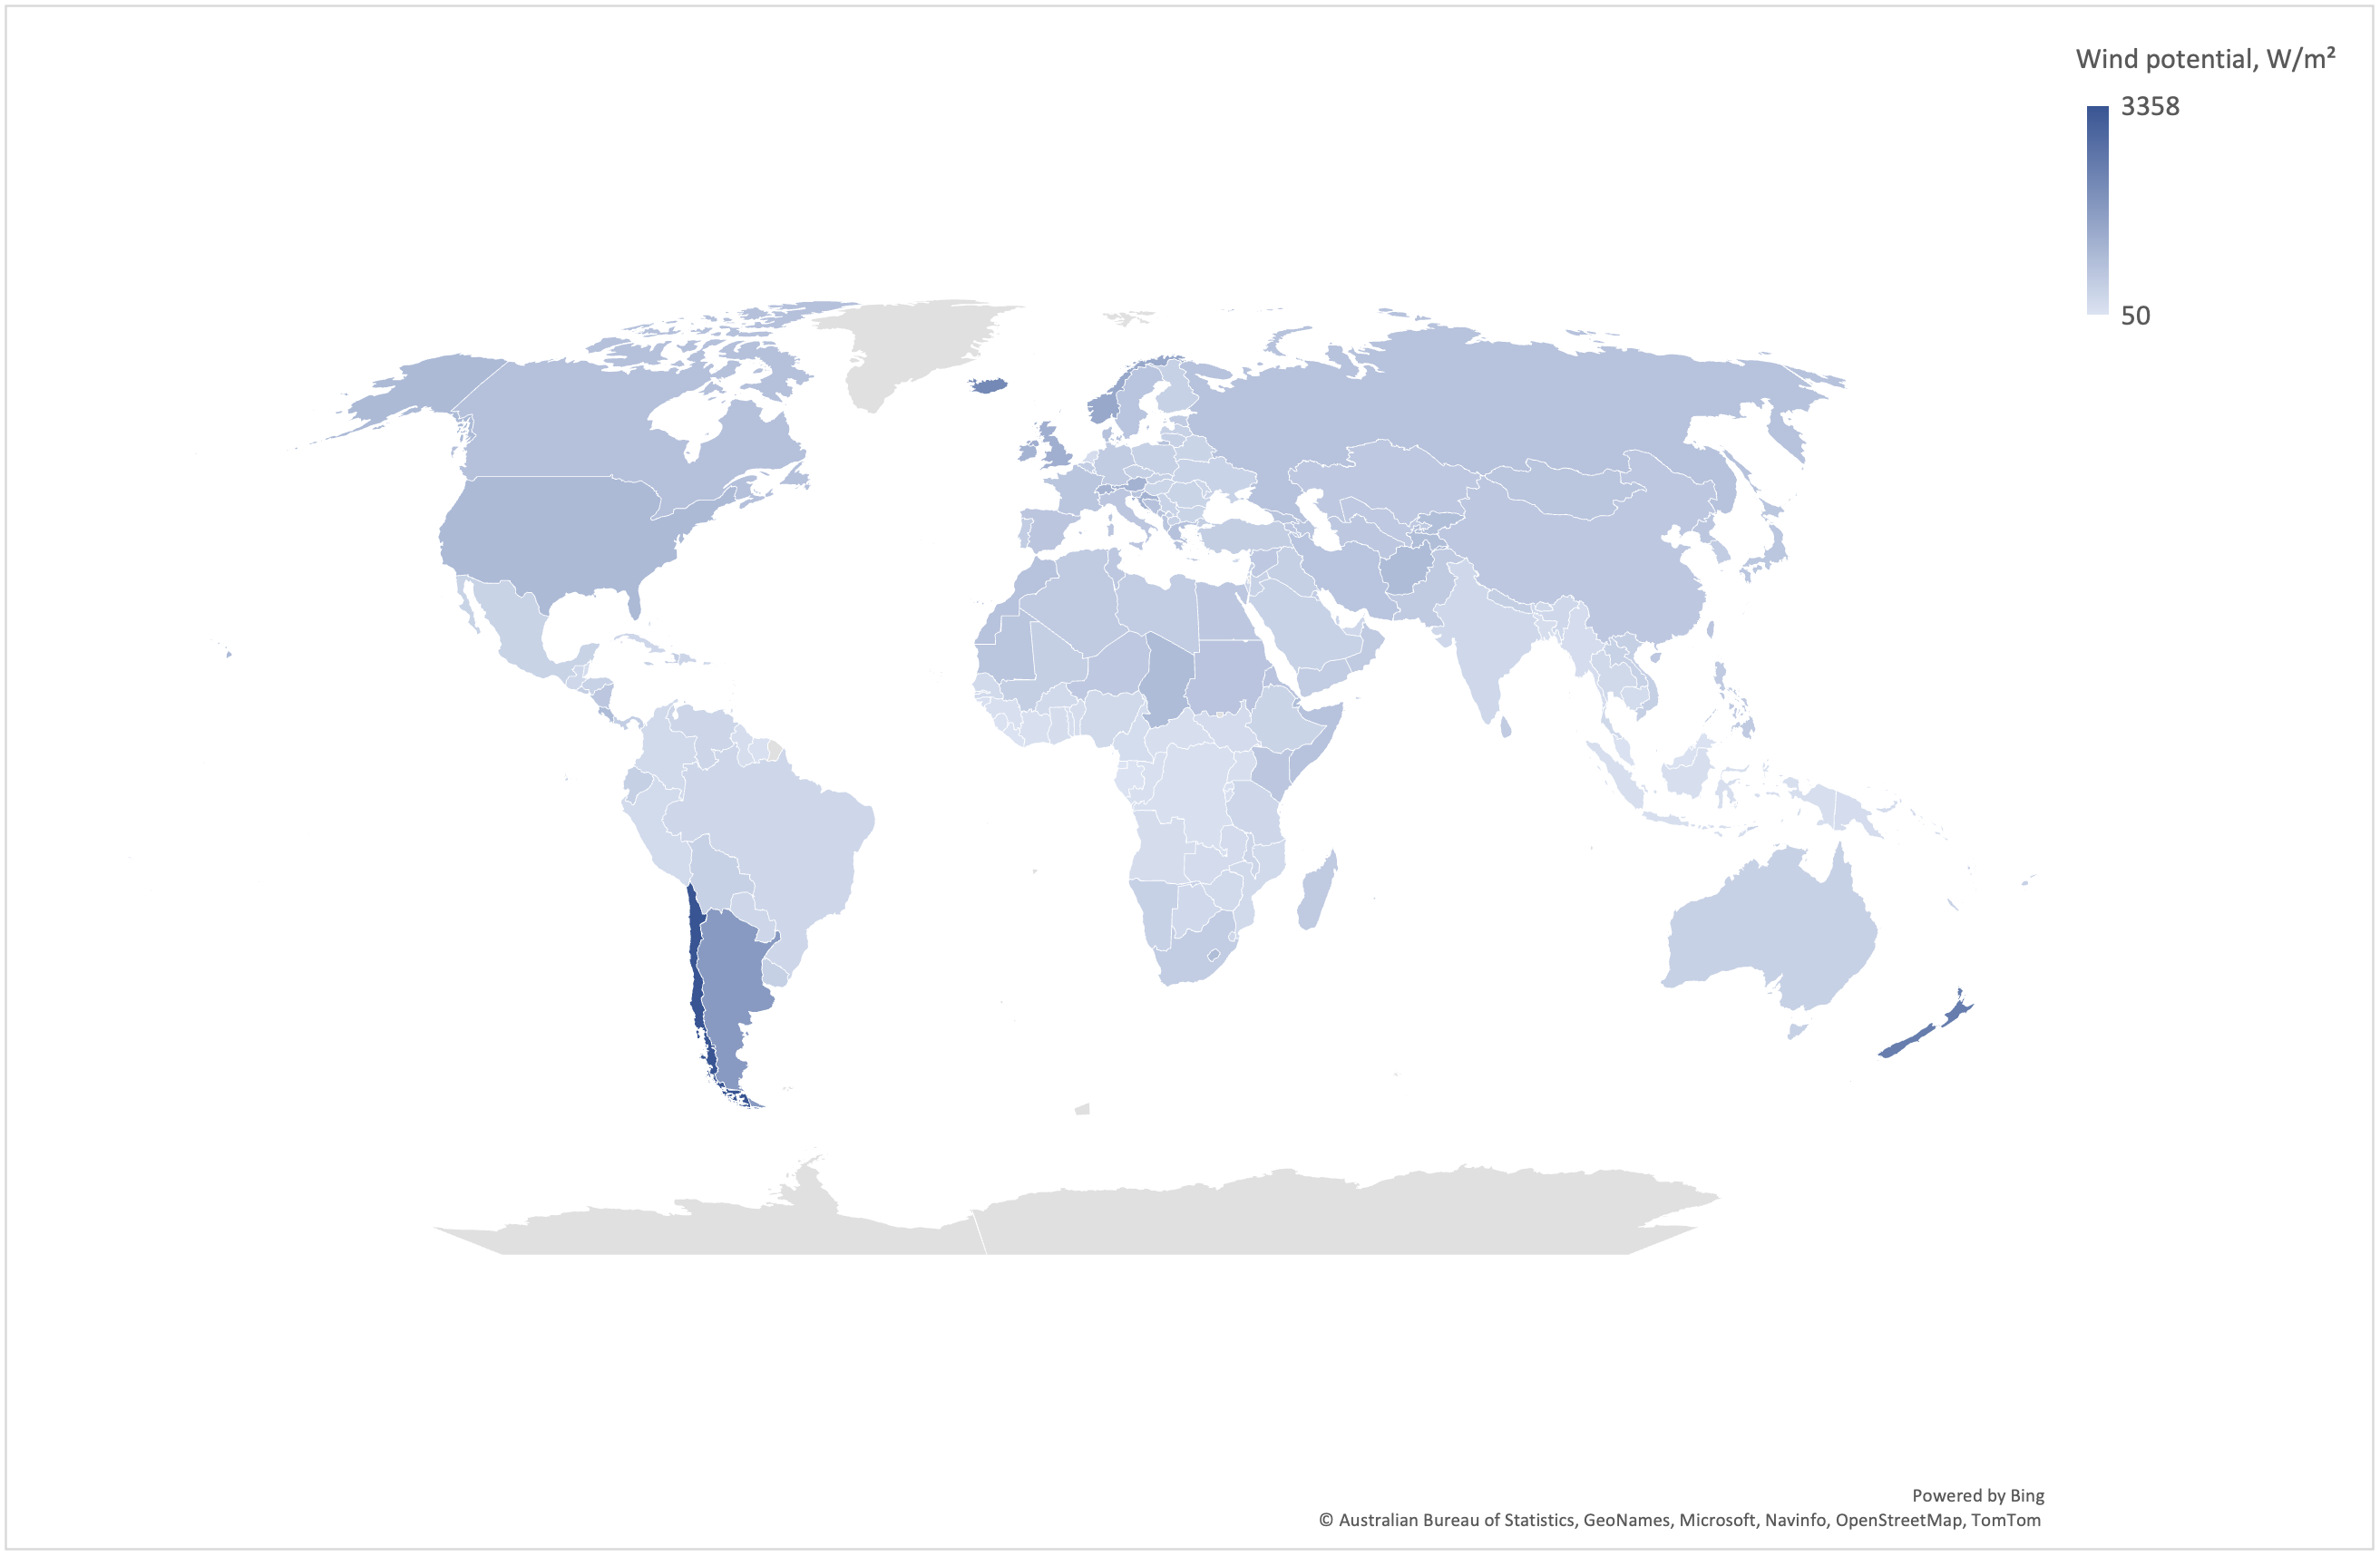 Wind potential, W/m²
3358
50
Powered by Bing
© Australian Bureau of Statistics, GeoNames, Microsoft, Navinfo, OpenStreetMap, TomTom